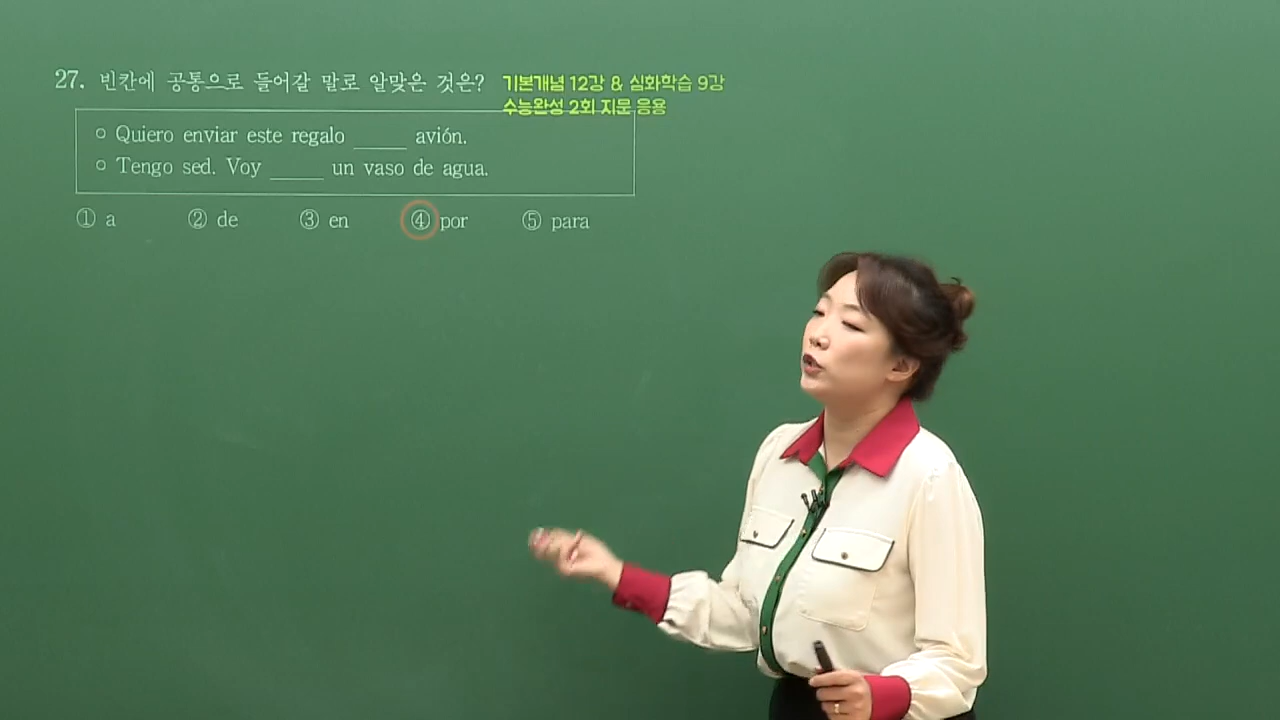 27. 빈칸에 공통으로 들어갈 말로 알맞은 것은? 기본개념 12강 & 심화학습 9강
수능완성 2회 지문 응용
○ Quiero enviar este regalo _____ avión.
○ Tengo sed. Voy _____ un vaso de agua.
① a ② de ③ en ④ por ⑤ para